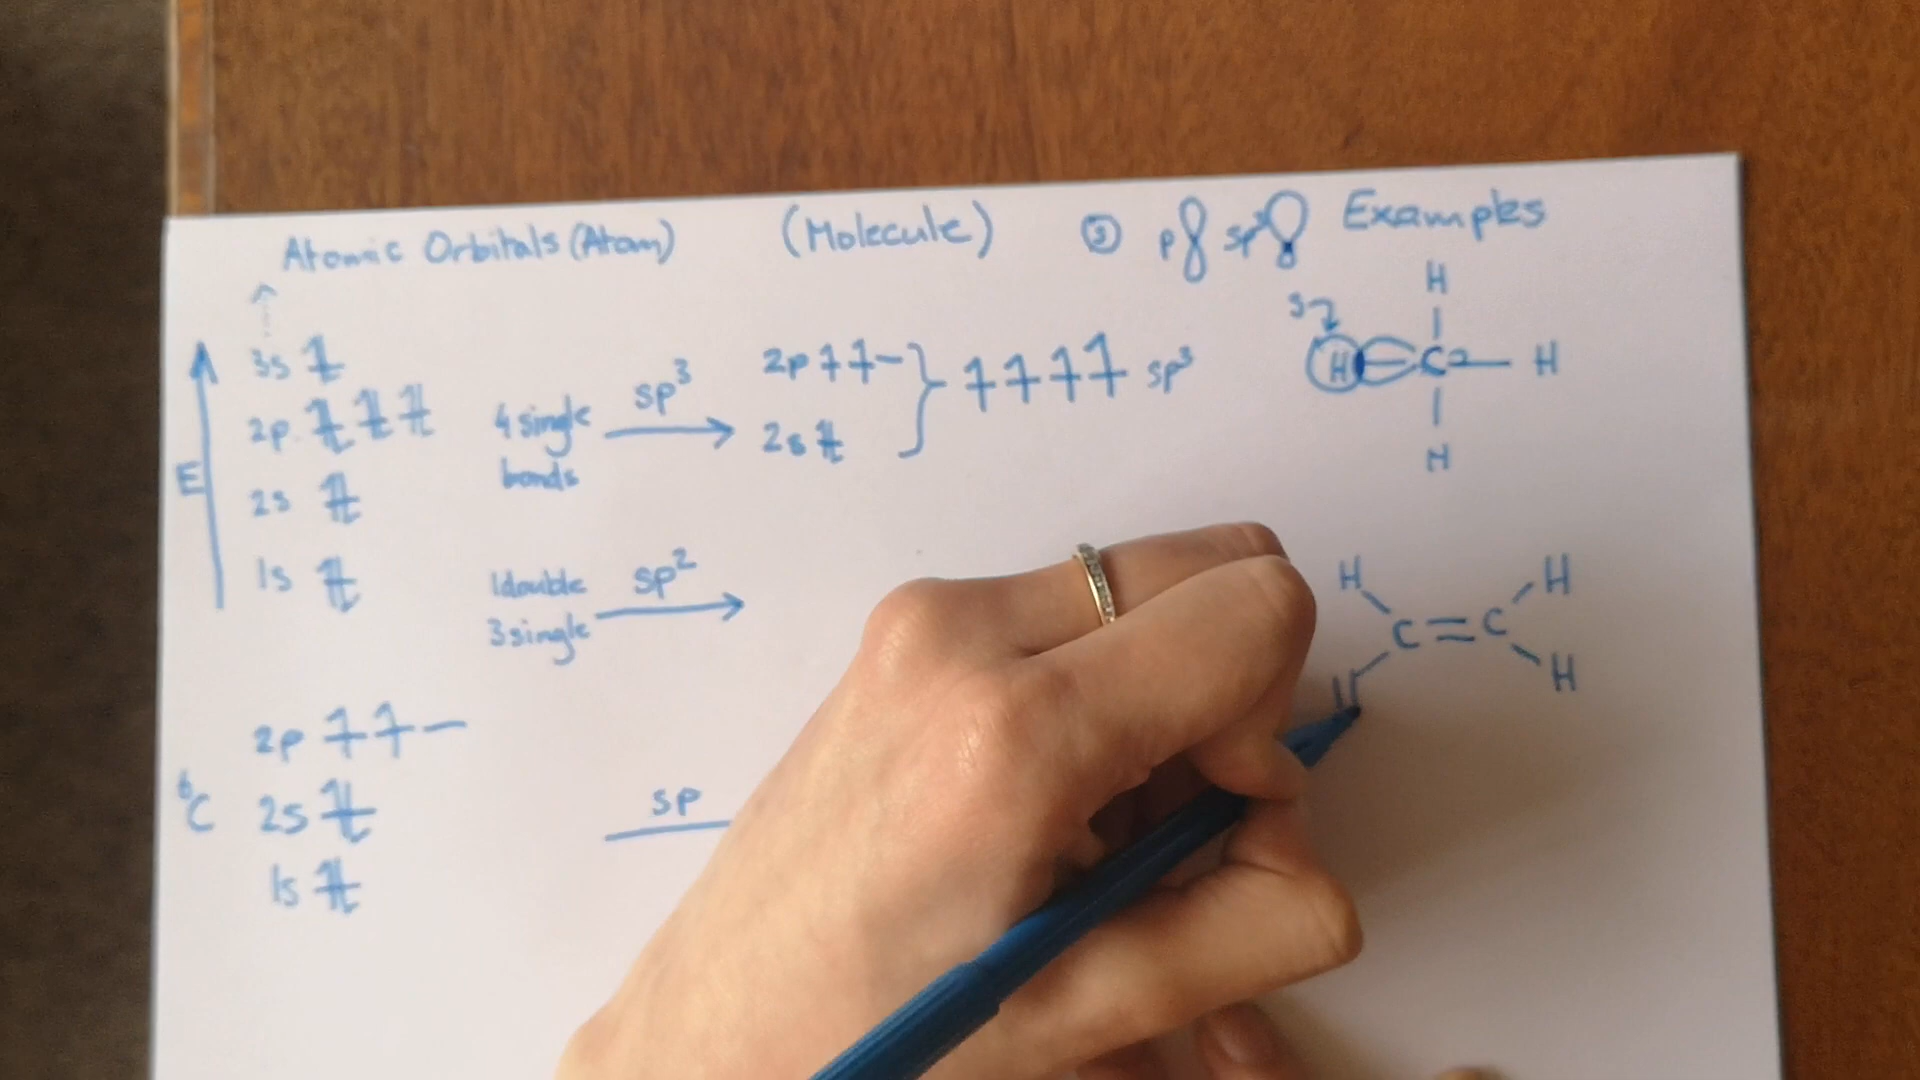 Atomic Orbitals (Atom) (Molecule) s p sp³ Examples
3s
2p
2s
1s
E
4 single
bonds
sp³
2p
2s
sp³
H
s
H C H
H
1 double
3 single
sp²
H H
C = C
H
2p
⁶C 2s
1s
sp